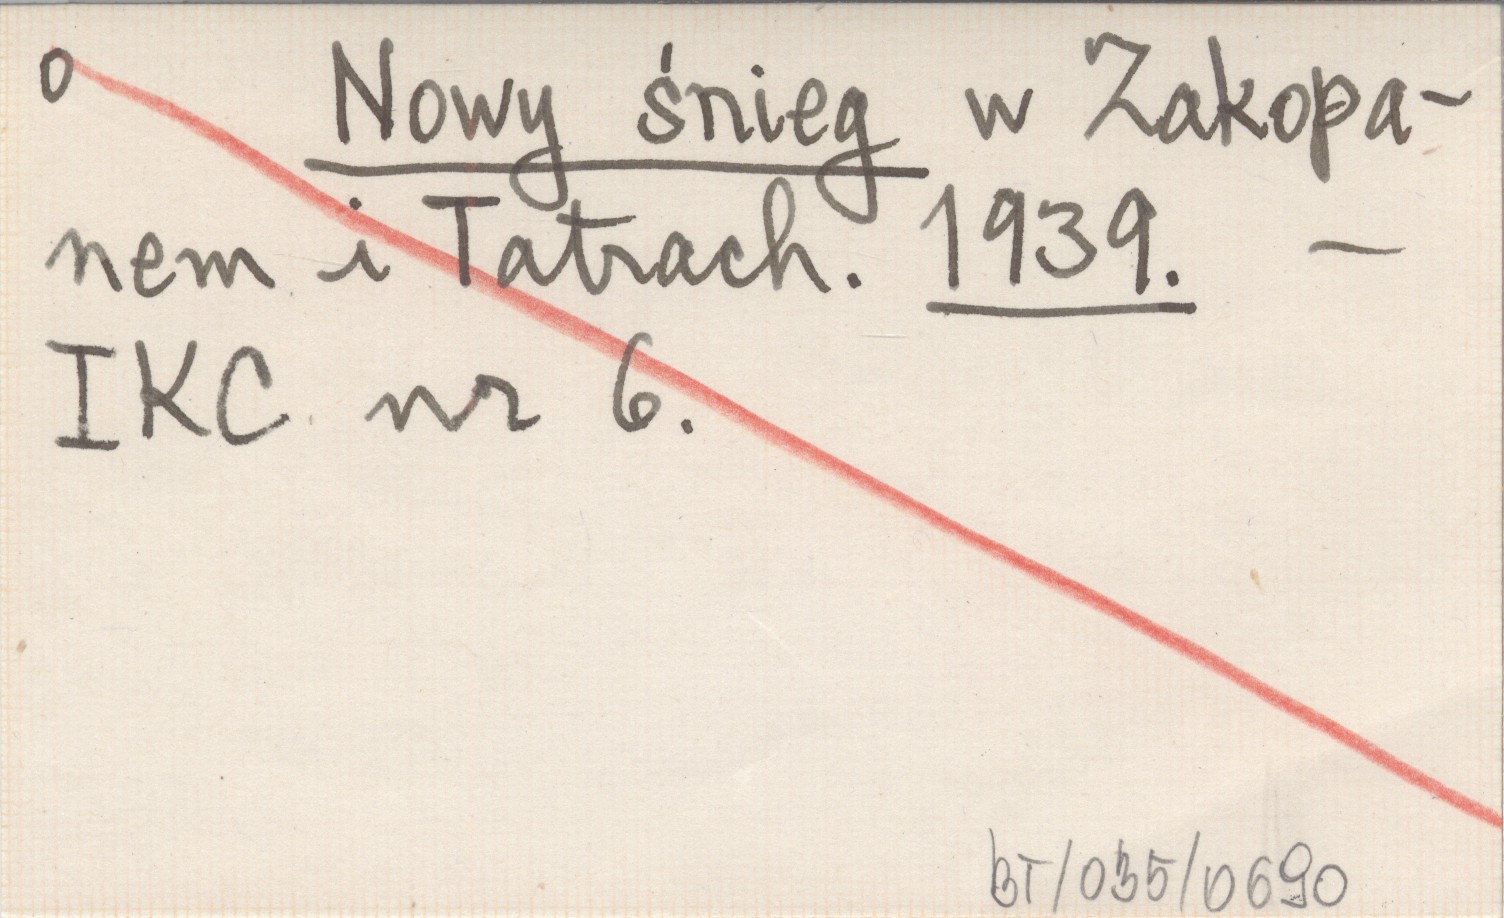 o Nowy śnieg w Zakopa-
nem i Tatrach. 1939. —
IKC nr 6.
BT/035/0690